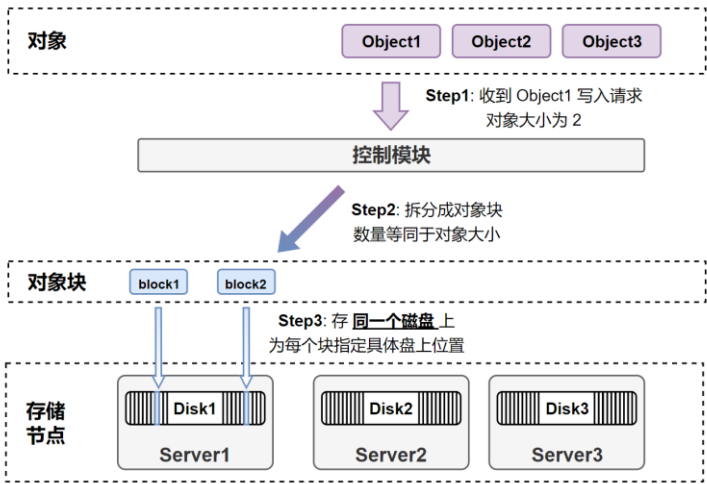 对象
Object1
Object2
Object3
Step1: 收到 Object1 写入请求
对象大小为 2
控制模块
Step2: 拆分成对象块
数量等同于对象大小
对象块
block1
block2
Step3: 存 同一个磁盘 上
为每个块指定具体盘上位置
存储
节点
Disk1
Disk2
Disk3
Server1
Server2
Server3